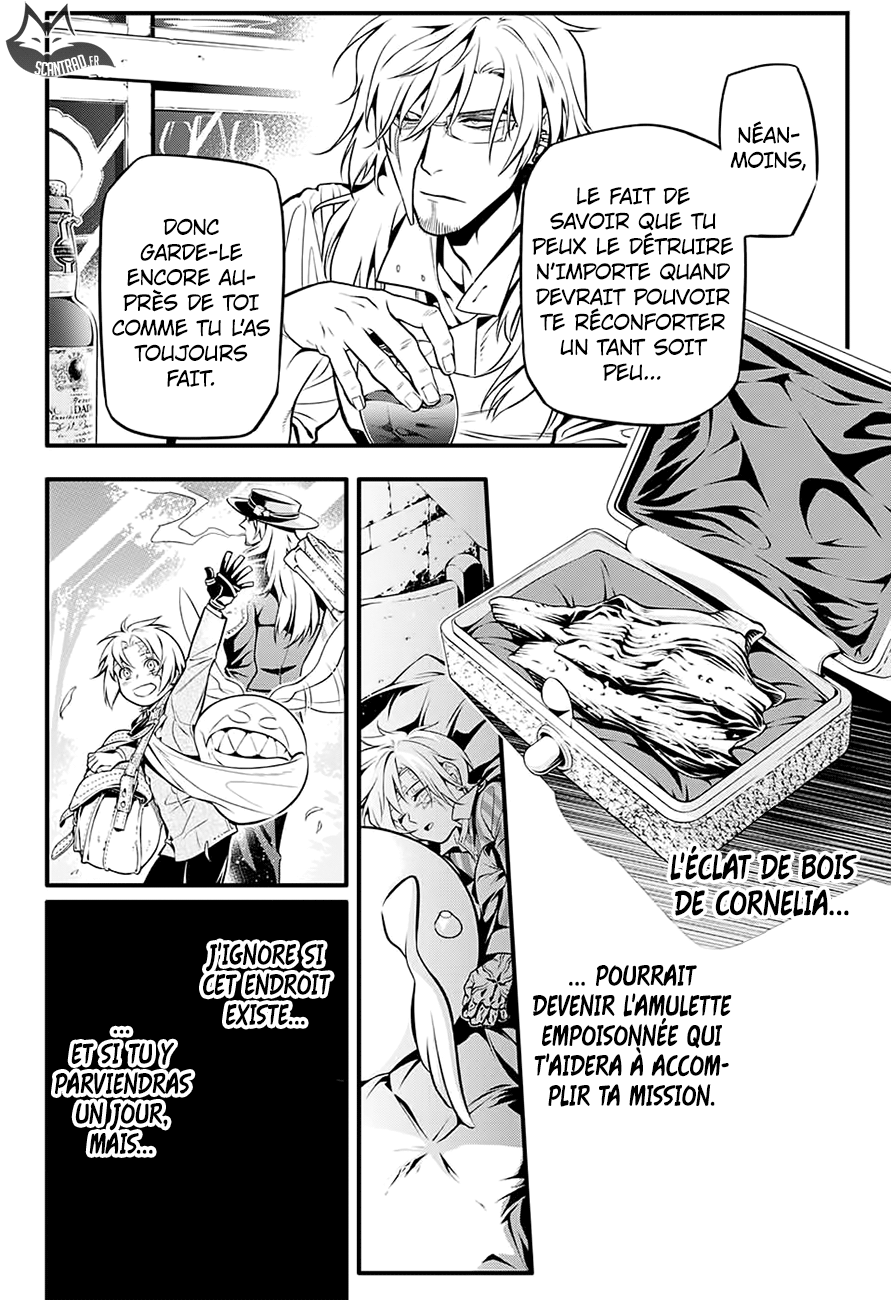 SCANTRAD.FR
NÉAN-
MOINS,
LE FAIT DE
SAVOIR QUE TU
PEUX LE DÉTRUIRE
N'IMPORTE QUAND
DEVRAIT POUVOIR
TE RÉCONFORTER
UN TANT SOIT
PEU...
DONC
GARDE-LE
ENCORE AU-
PRÈS DE TOI
COMME TU L'AS
TOUJOURS
FAIT.
L'ÉCLAT DE BOIS
DE CORNELIA...
... POURRAIT
DEVENIR L'AMULETTE
EMPOISONNÉE QUI
T'AIDERA À ACCOM-
PLIR TA MISSION.
J'IGNORE SI
CET ENDROIT
EXISTE...
...
ET SI TU Y
PARVIENDRAS
UN JOUR,
MAIS...